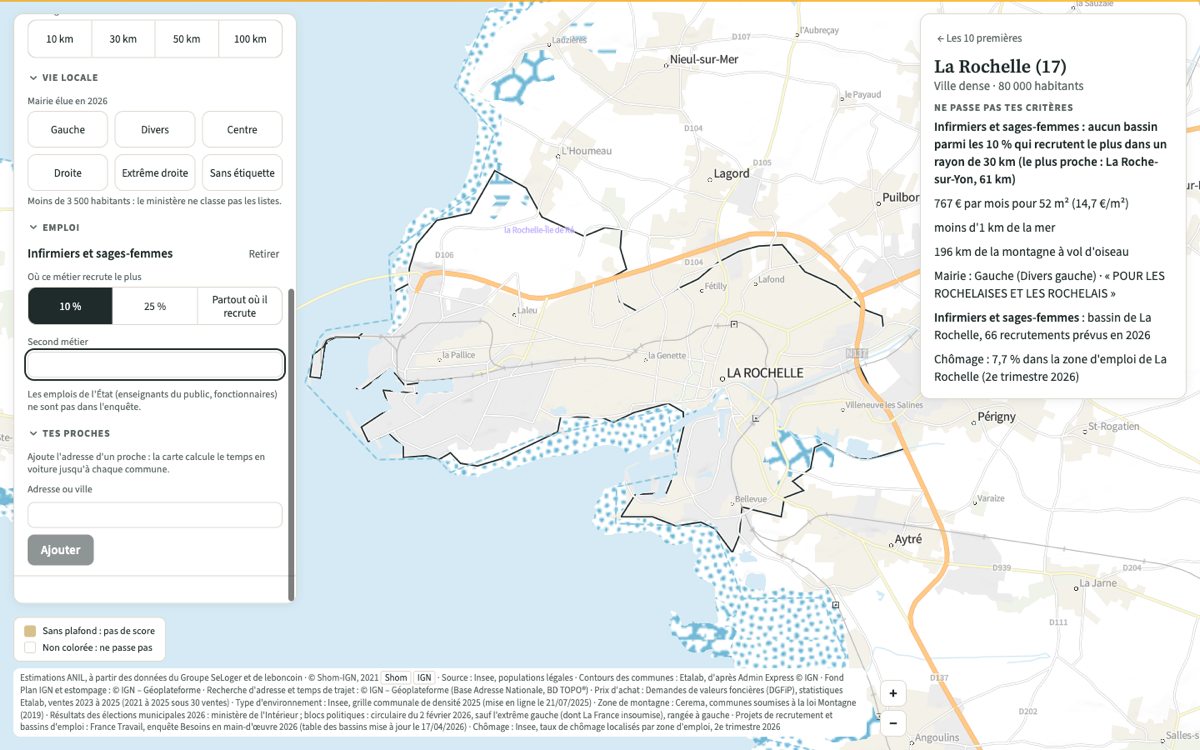 10 km
30 km
50 km
100 km
VIE LOCALE
Mairie élue en 2026
Gauche
Divers
Centre
Droite
Extrême droite
Sans étiquette
Moins de 3 500 habitants : le ministère ne classe pas les listes.
EMPLOI
Infirmiers et sages-femmes
Retirer
Où ce métier recrute le plus
10 %
25 %
Partout où il
recrute
Second métier
Les emplois de l'État (enseignants du public, fonctionnaires)
ne sont pas dans l'enquête.
TES PROCHES
Ajoute l'adresse d'un proche : la carte calcule le temps en
voiture jusqu'à chaque commune.
Adresse ou ville
Ajouter
Sans plafond : pas de score
Non colorée : ne passe pas
la Sauzaie
Lauzières
D107
l'Aubreçay
Nieul-sur-Mer
le Payaud
D104
L'Houmeau
D105
Lagord
Puilbor
la Rochelle-Île de Ré
D106
D104
Lafond
Fétilly
Laleu
la Pallice
la Genette
N137
LA ROCHELLE
Villeneuve les Salines
Périgny
St-Rogatien
Bellevue
Varaize
Aytré
D939
D204
La Jarne
D111
D137
D202
Angoulins
Salles-s
← Les 10 premières
La Rochelle (17)
Ville dense · 80 000 habitants
NE PASSE PAS TES CRITÈRES
Infirmiers et sages-femmes : aucun bassin
parmi les 10 % qui recrutent le plus dans un
rayon de 30 km (le plus proche : La Roche-
sur-Yon, 61 km)
767 € par mois pour 52 m² (14,7 €/m²)
moins d'1 km de la mer
196 km de la montagne à vol d'oiseau
Mairie : Gauche (Divers gauche) · « POUR LES
ROCHELAISES ET LES ROCHELAIS »
Infirmiers et sages-femmes : bassin de La
Rochelle, 66 recrutements prévus en 2026
Chômage : 7,7 % dans la zone d'emploi de La
Rochelle (2e trimestre 2026)
+
−
Estimations ANIL, à partir des données du Groupe SeLoger et de leboncoin · © Shom-IGN, 2021 Shom IGN · Source : Insee, populations légales · Contours des communes : Etalab, d'après Admin Express © IGN · Fond
Plan IGN et estompage : © IGN – Géoplateforme · Recherche d'adresse et temps de trajet : © IGN – Géoplateforme (Base Adresse Nationale, BD TOPO®) · Prix d'achat : Demandes de valeurs foncières (DGFiP), statistiques
Etalab, ventes 2023 à 2025 (2021 à 2025 sous 30 ventes) · Type d'environnement : Insee, grille communale de densité 2025 (mise en ligne le 21/07/2025) · Zone de montagne : Cerema, communes soumises à la loi Montagne
(2019) · Résultats des élections municipales 2026 : ministère de l'Intérieur ; blocs politiques : circulaire du 2 février 2026, sauf l'extrême gauche (dont La France insoumise), rangée à gauche · Projets de recrutement et
bassins d'emploi : France Travail, enquête Besoins en main-d'œuvre 2026 (table des bassins mise à jour le 17/04/2026) · Chômage : Insee, taux de chômage localisés par zone d'emploi, 2e trimestre 2026